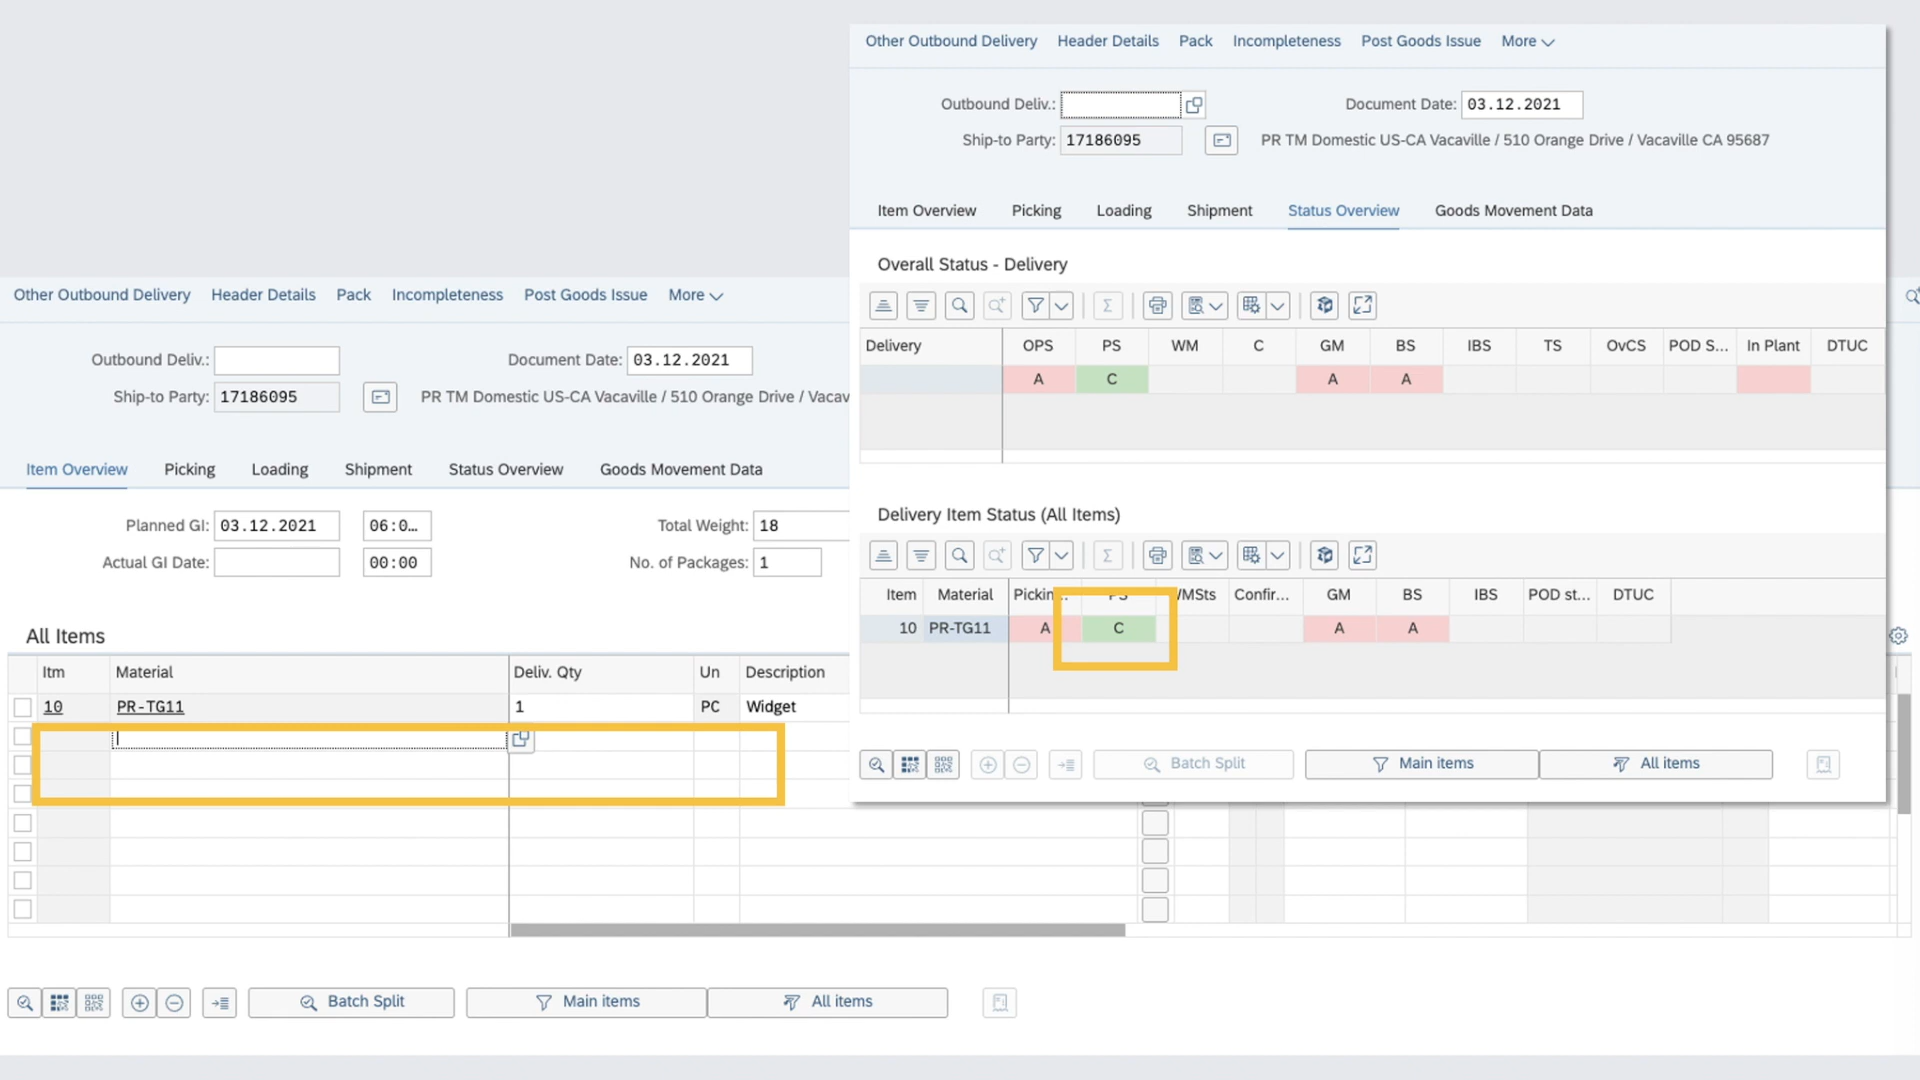 Other Outbound Delivery Header Details Pack Incompleteness Post Goods Issue More
Outbound Deliv.: Document Date: 03.12.2021
Ship-to Party: 17186095 PR TM Domestic US-CA Vacaville / 510 Orange Drive / Vacaville CA 95687
Item Overview Picking Loading Shipment Status Overview Goods Movement Data
Overall Status - Delivery
Delivery OPS PS WM C GM BS IBS TS OvCS POD S... In Plant DTUC
A C A A
Delivery Item Status (All Items)
Item Material Pickin... PS WMSts Confir... GM BS IBS POD st... DTUC
10 PR-TG11 A C A A
Batch Split Main items All items
Other Outbound Delivery Header Details Pack Incompleteness Post Goods Issue More
Outbound Deliv.: Document Date: 03.12.2021
Ship-to Party: 17186095 PR TM Domestic US-CA Vacaville / 510 Orange Drive / Vacav
Item Overview Picking Loading Shipment Status Overview Goods Movement Data
Planned GI: 03.12.2021 06:0... Total Weight: 18
Actual GI Date: 00:00 No. of Packages: 1
All Items
Itm Material Deliv. Qty Un Description
10 PR-TG11 1 PC Widget
Batch Split Main items All items